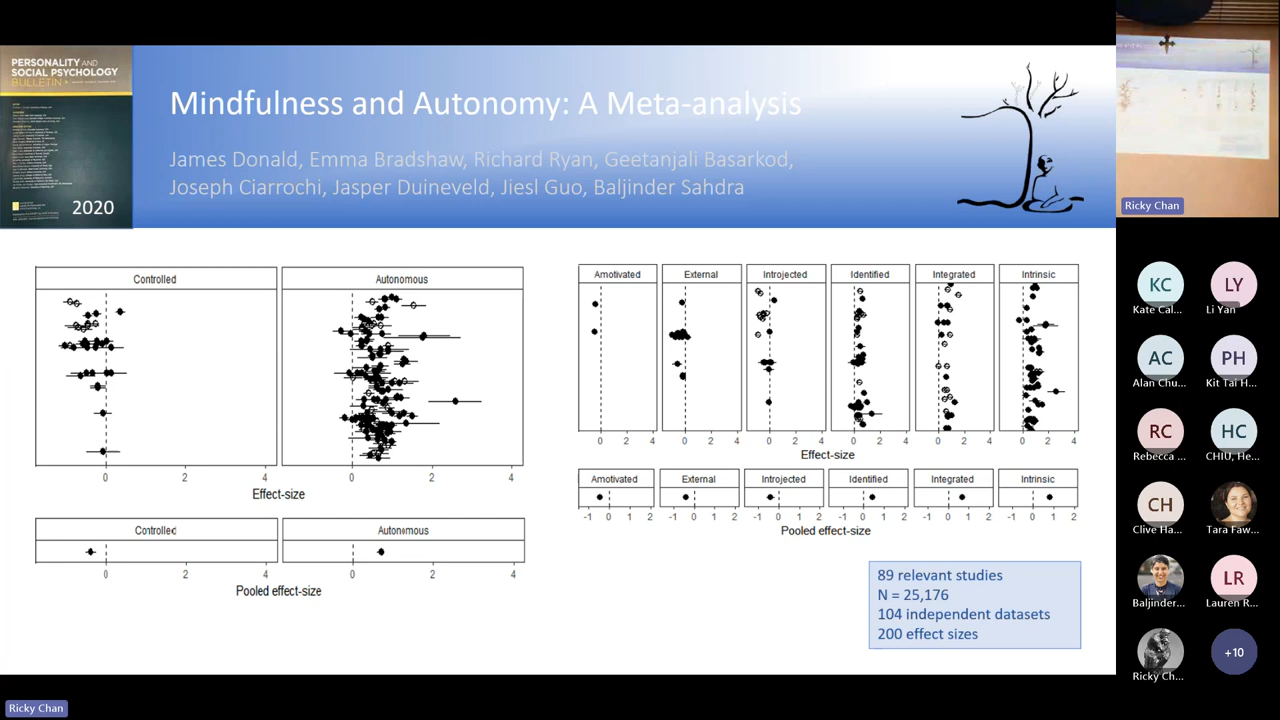 PERSONALITY AND
SOCIAL PSYCHOLOGY
BULLETIN
2020
Mindfulness and Autonomy: A Meta-analysis
James Donald, Emma Bradshaw, Richard Ryan, Geetanjali Basarkod,
Joseph Ciarrochi, Jasper Duineveld, Jiesl Guo, Baljinder Sahdra
Controlled Autonomous
0 2 4 0 2 4
Effect-size
Controlled Autonomous
0 2 4 0 2 4
Pooled effect-size
Amotivated External Introjected Identified Integrated Intrinsic
0 2 4 0 2 4 0 2 4 0 2 4 0 2 4 0 2 4
Effect-size
Amotivated External Introjected Identified Integrated Intrinsic
-1 0 1 2 -1 0 1 2 -1 0 1 2 -1 0 1 2 -1 0 1 2 -1 0 1 2
Pooled effect-size
89 relevant studies
N = 25,176
104 independent datasets
200 effect sizes
Ricky Chan
KC LY
Kate Cal... Li Yan
AC PH
Alan Chu... Kit Tai H...
RC HC
Rebecca ... CHIU, He...
CH
Clive Ha... Tara Faw...
LR
Baljinder... Lauren R...
+10
Ricky Ch...
Ricky Chan